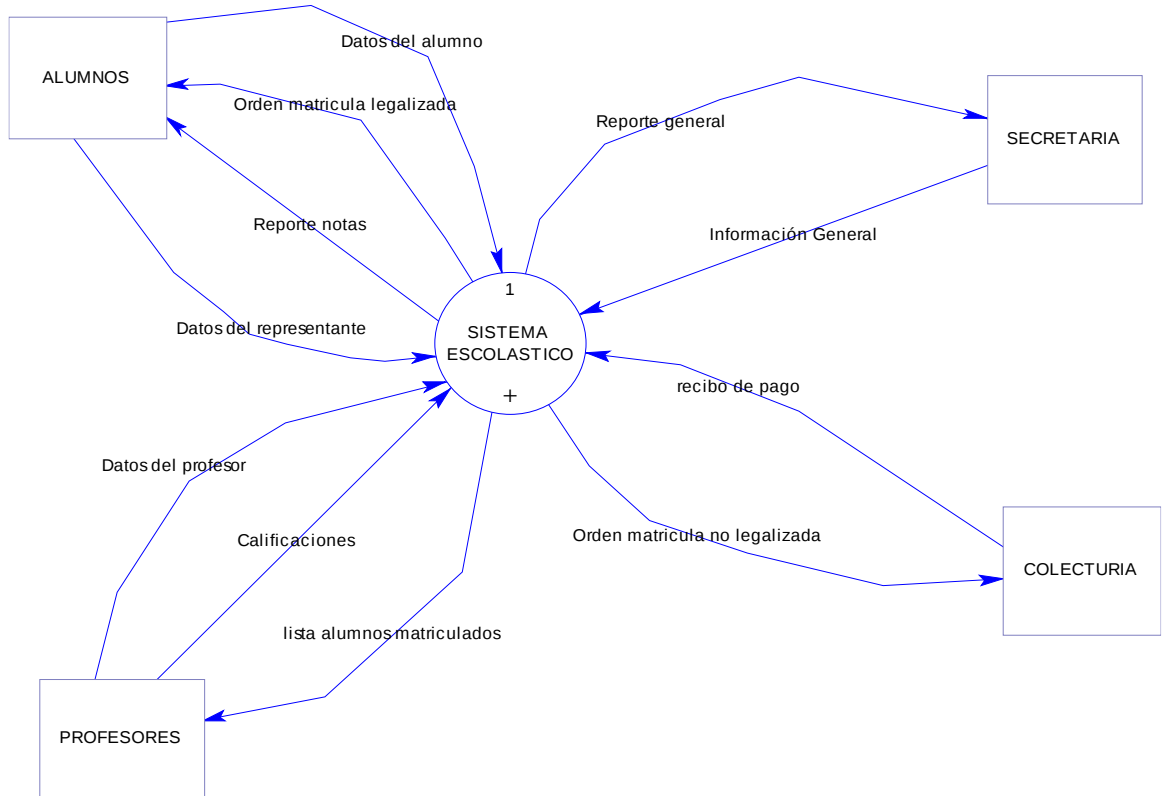 ALUMNOS
Datos del alumno
Orden matricula legalizada
Reporte general
SECRETARIA
Reporte notas
Información General
1
SISTEMA
ESCOLASTICO
+
Datos del representante
recibo de pago
Datos del profesor
Calificaciones
Orden matricula no legalizada
COLECTURIA
lista alumnos matriculados
PROFESORES